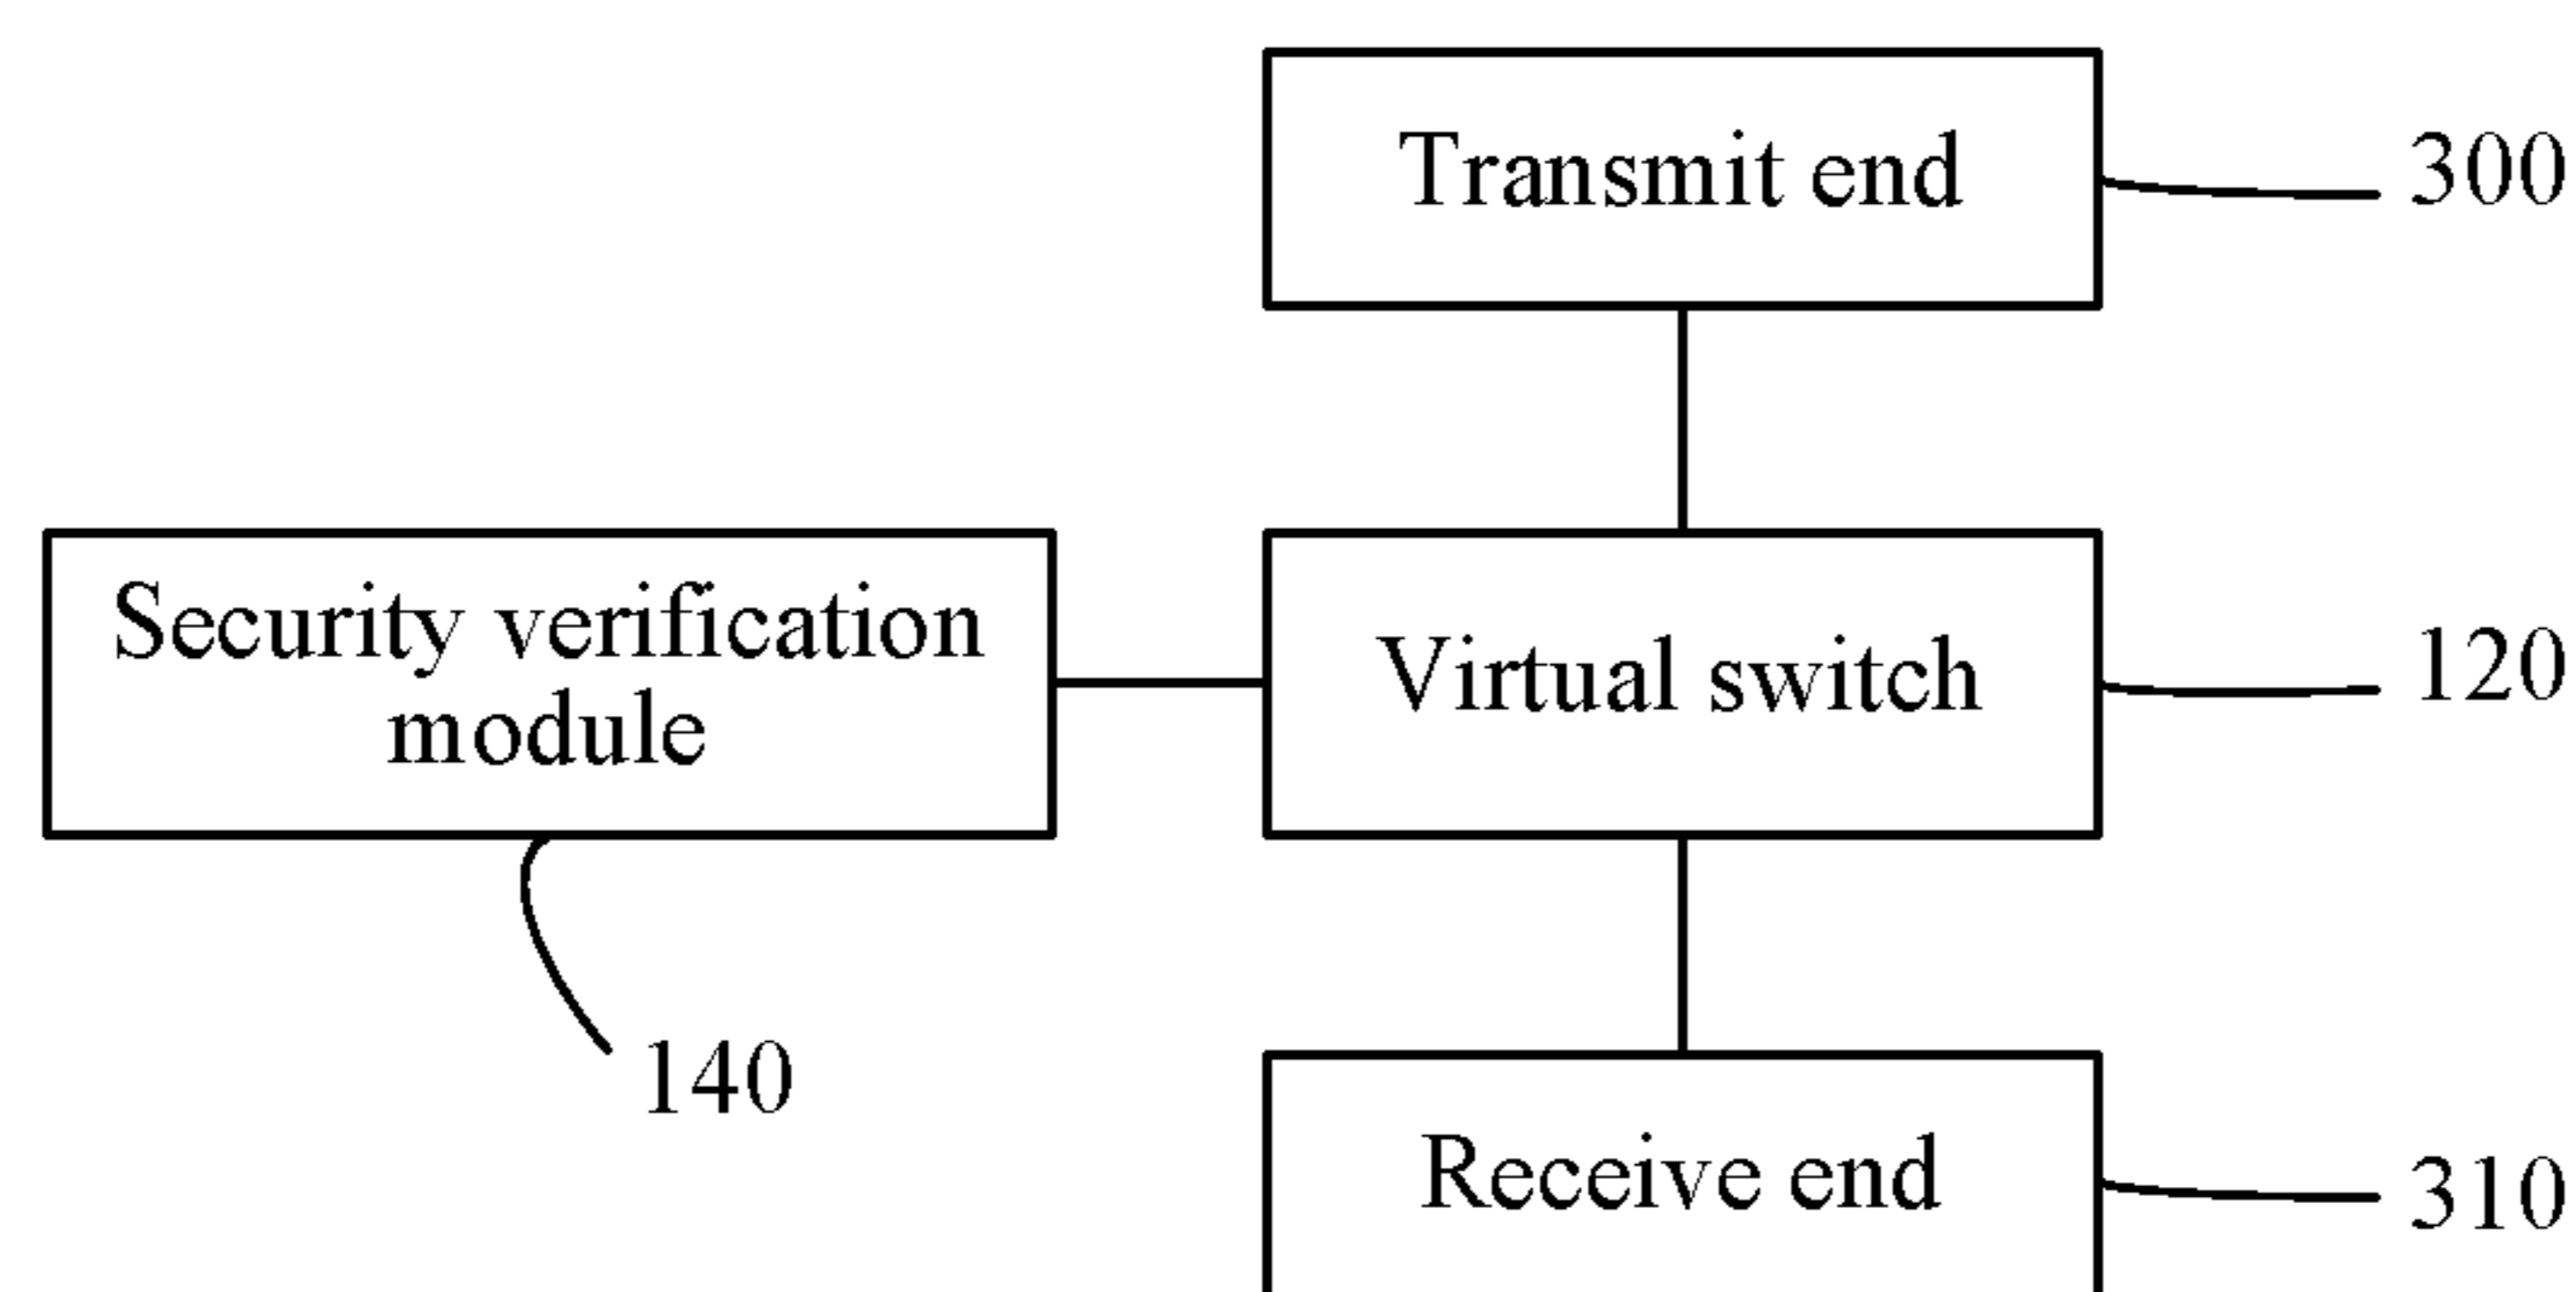 Transmit end
300
Security verification
module
Virtual switch
120
140
Receive end
310